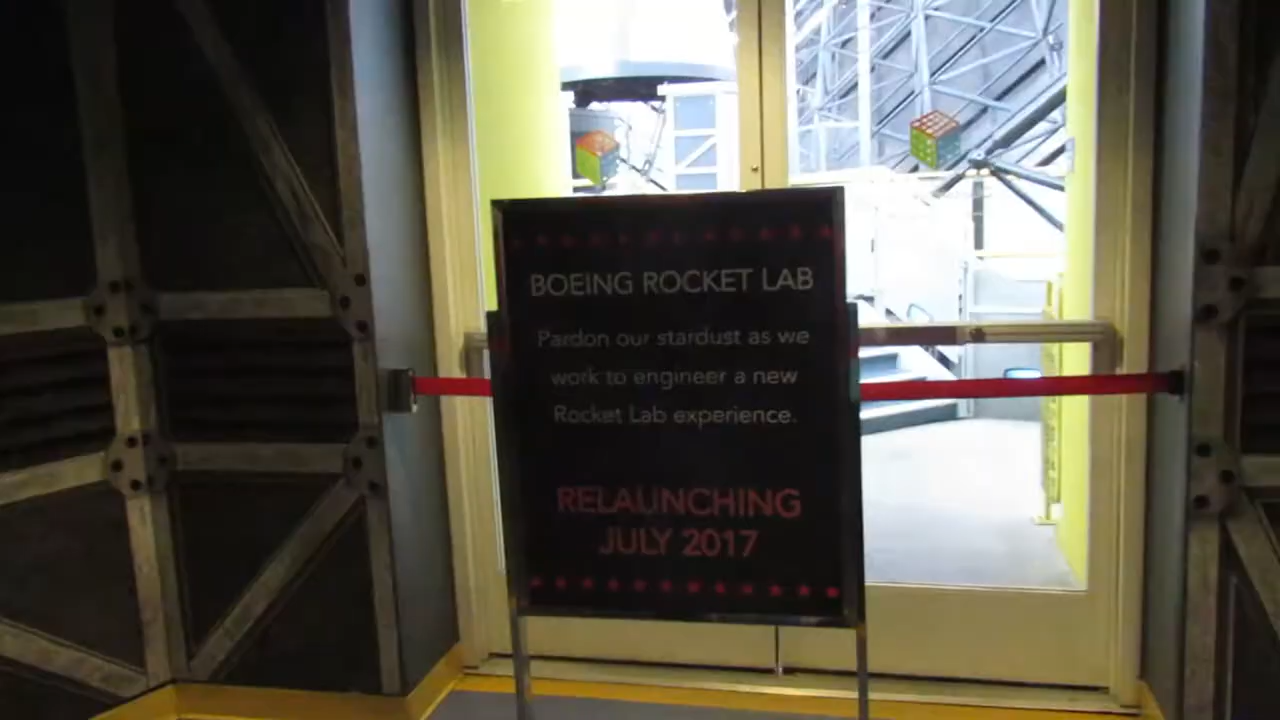 BOEING ROCKET LAB
Pardon our stardust as we
work to engineer a new
Rocket Lab experience.
RELAUNCHING
JULY 2017